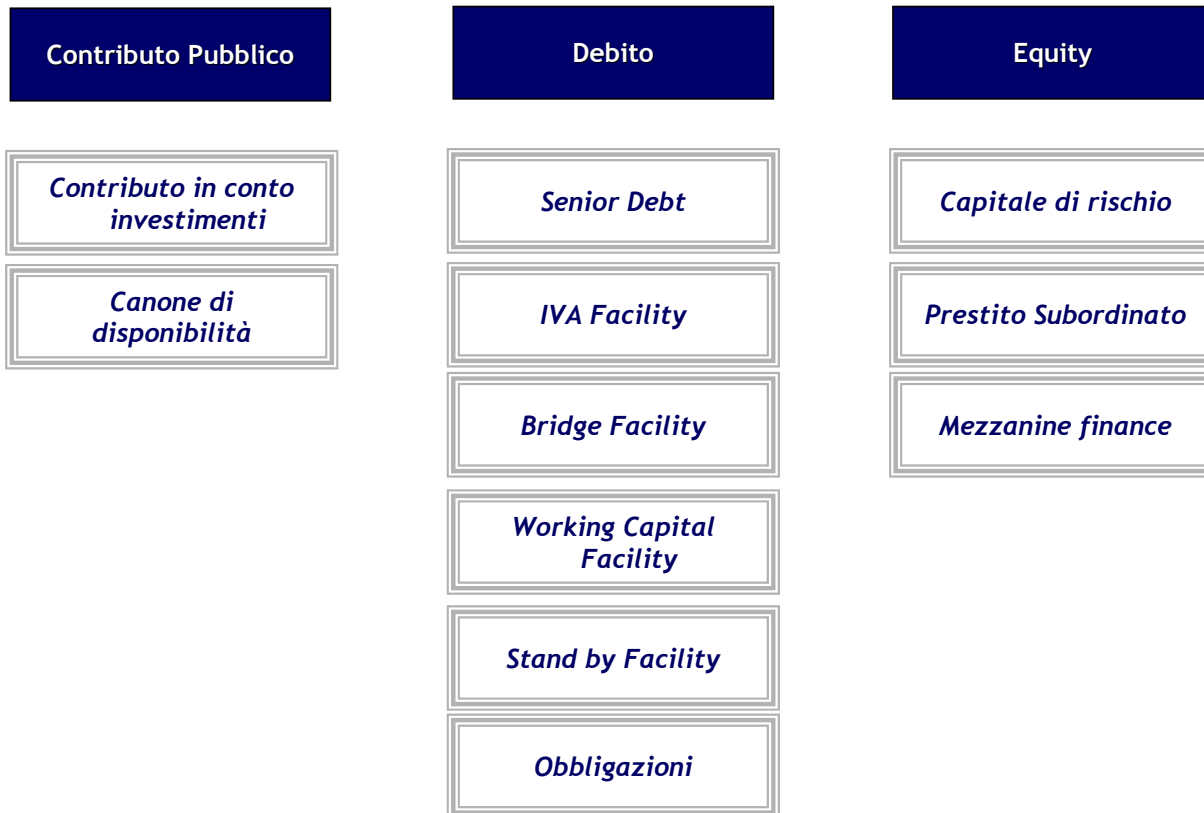 Contributo Pubblico
Contributo in conto
investimenti
Canone di
disponibilità
Debito
Senior Debt
IVA Facility
Bridge Facility
Working Capital
Facility
Stand by Facility
Obbligazioni
Equity
Capitale di rischio
Prestito Subordinato
Mezzanine finance